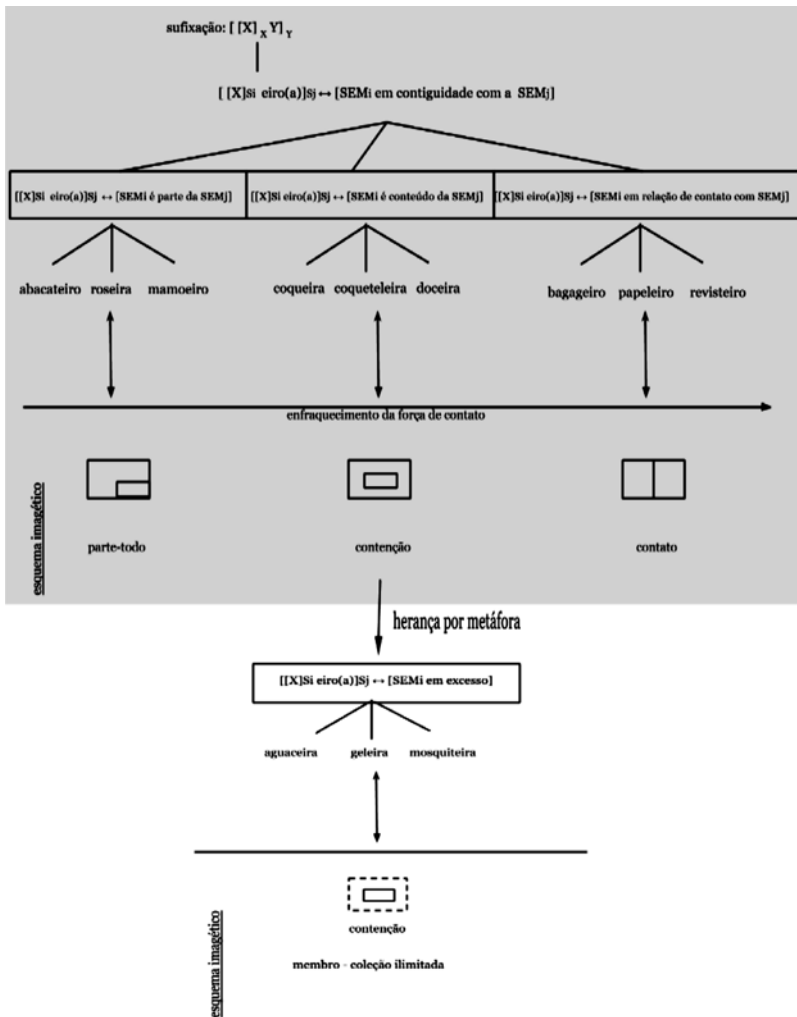 sufixação: [ [X] X Y] Y
[ [X]Si eiro(a)]Sj ↔ [SEMi em contiguidade com a SEMj]
[[X]Si eiro(a)]Sj ↔ [SEMi é parte da SEMj]
[[X]Si eiro(a)]Sj ↔ [SEMi é conteúdo da SEMj]
[[X]Si eiro(a)]Sj ↔ [SEMi em relação de contato com SEMj]
abacateiro roseira mamoeiro
coqueira coqueteleira doceira
bagageiro papeleiro revisteiro
enfraquecimento da força de contato
esquema imagético
parte-todo
contenção
contato
herança por metáfora
[[X]Si eiro(a)]Sj ↔ [SEMi em excesso]
aguaceira geleira mosquiteira
esquema imagético
contenção
membro - coleção ilimitada